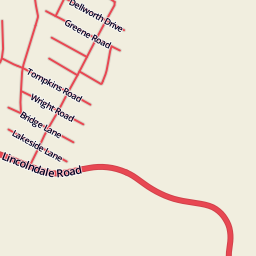 Dellworth Drive
Greene Road
Tompkins Road
Wright Road
Bridge Lane
Lakeside Lane
Lincolndale Road